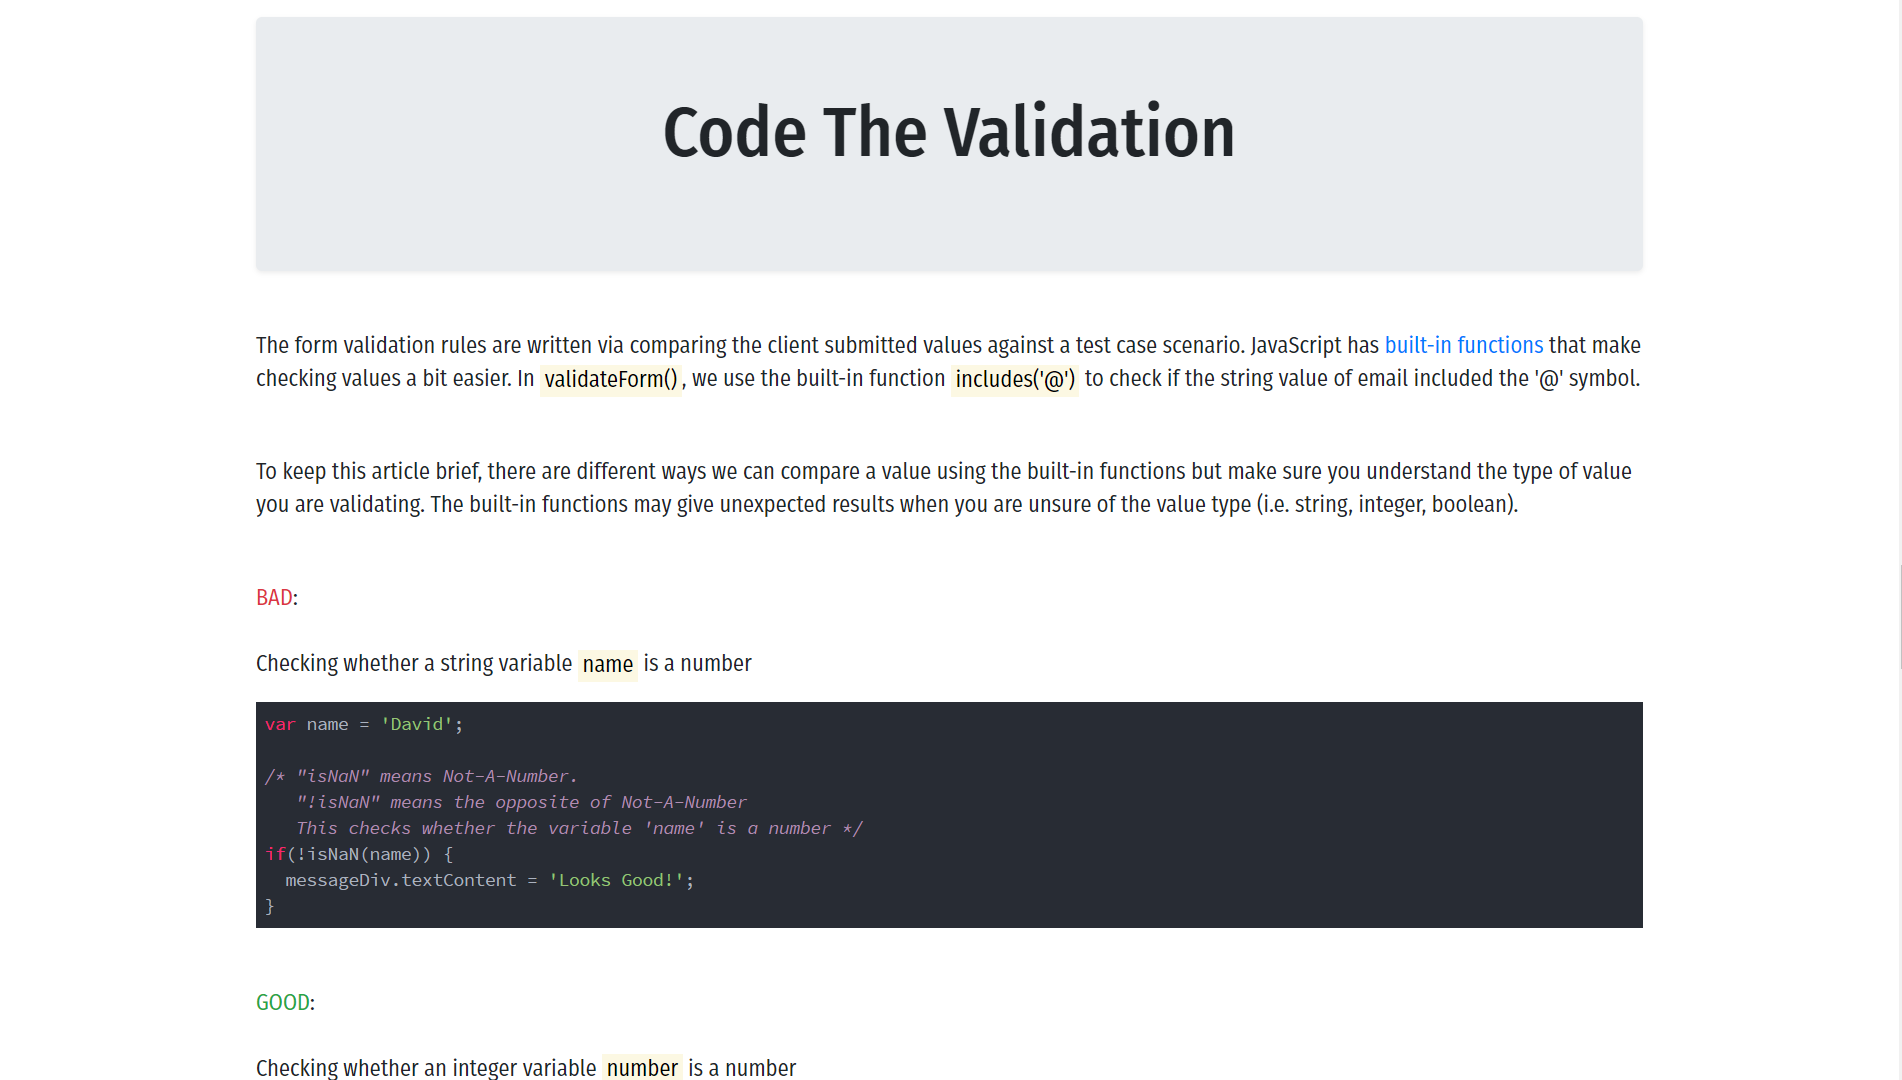 Code The Validation
The form validation rules are written via comparing the client submitted values against a test case scenario. JavaScript has built-in functions that make
checking values a bit easier. In validateForm(), we use the built-in function includes('@') to check if the string value of email included the '@' symbol.
To keep this article brief, there are different ways we can compare a value using the built-in functions but make sure you understand the type of value
you are validating. The built-in functions may give unexpected results when you are unsure of the value type (i.e. string, integer, boolean).
BAD:
Checking whether a string variable name is a number
var name = 'David';
/* "isNaN" means Not-A-Number.
   "!isNaN" means the opposite of Not-A-Number
   This checks whether the variable 'name' is a number */
if(!isNaN(name)) {
  messageDiv.textContent = 'Looks Good!';
}
GOOD:
Checking whether an integer variable number is a number